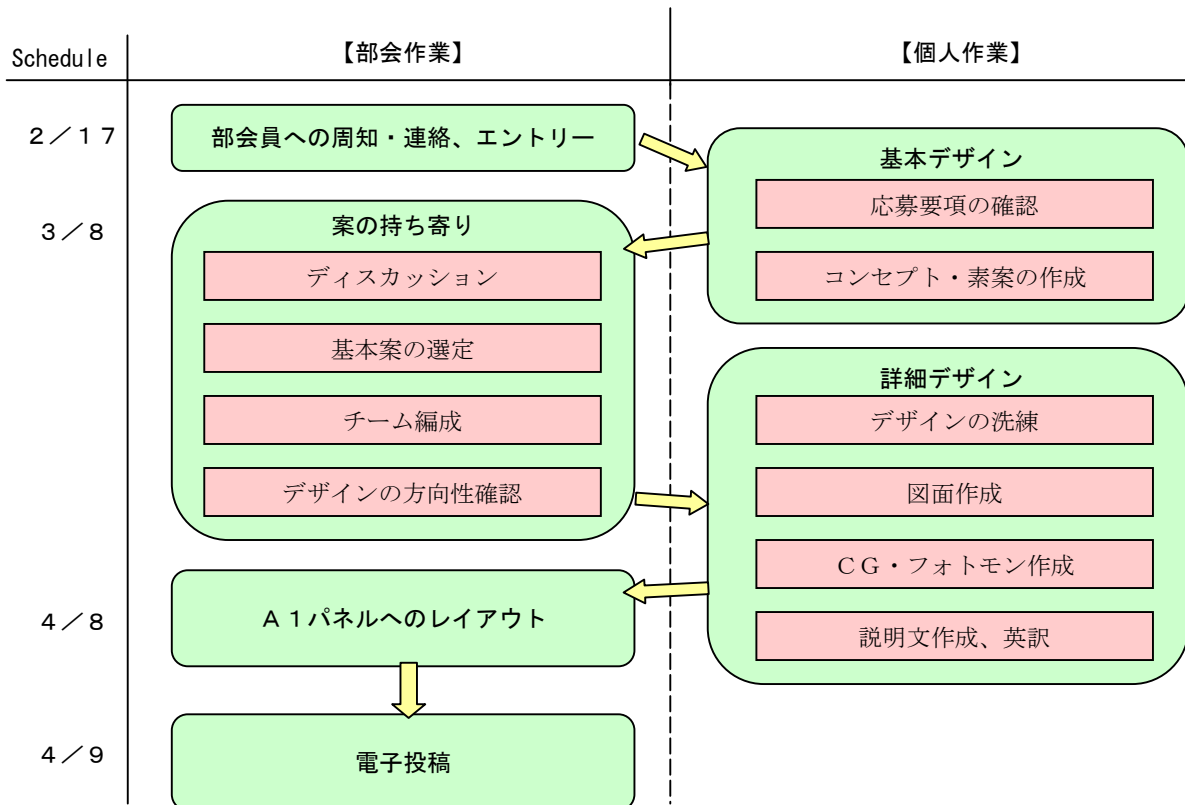 Schedule
【部会作業】
【個人作業】
2/17
部会員への周知・連絡、エントリー
基本デザイン
応募要項の確認
コンセプト・素案の作成
3/8
案の持ち寄り
ディスカッション
基本案の選定
チーム編成
デザインの方向性確認
詳細デザイン
デザインの洗練
図面作成
CG・フォトモン作成
説明文作成、英訳
4/8
A1パネルへのレイアウト
4/9
電子投稿